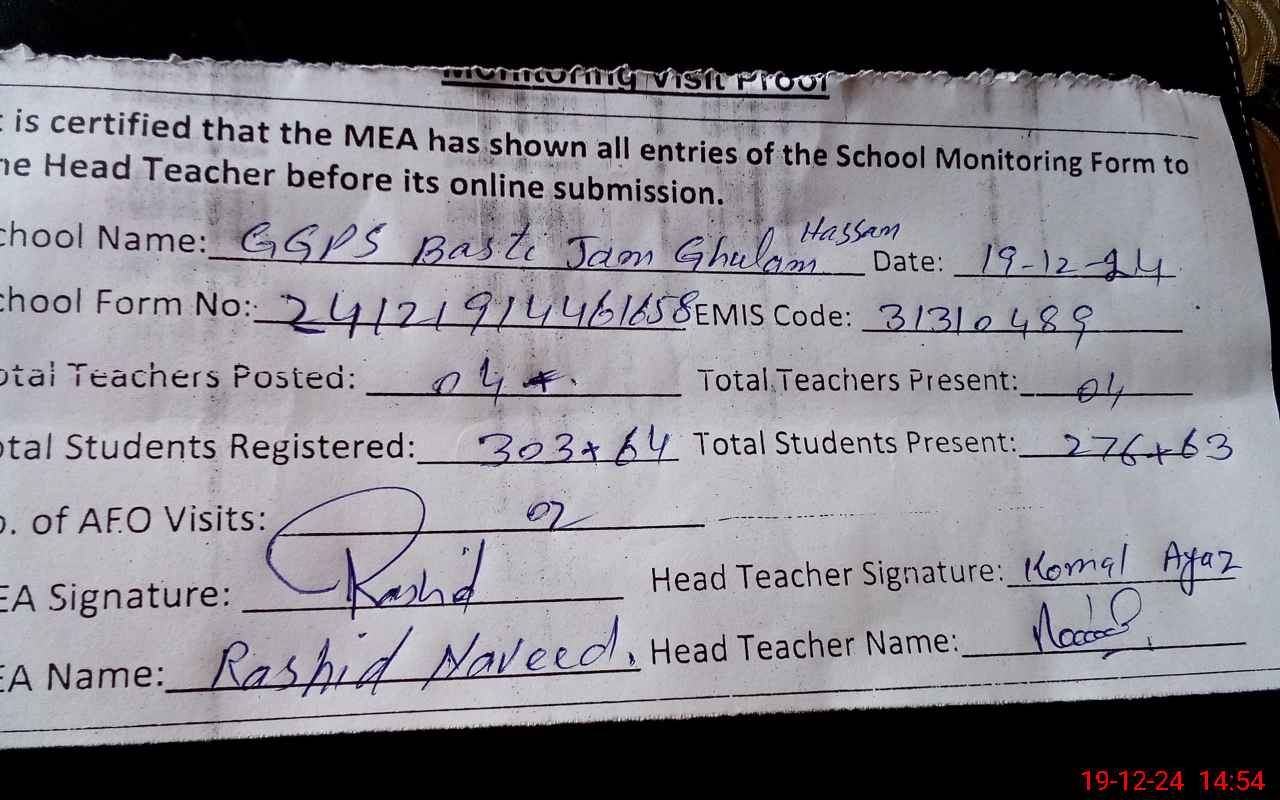 Monitoring Visit Proof
t is certified that the MEA has shown all entries of the School Monitoring Form to
he Head Teacher before its online submission.
chool Name: GGPS Basti Jam Ghulam Hassam Date: 19-12-24
chool Form No: 24121914461658 EMIS Code: 31310489
otal Teachers Posted: 04 Total Teachers Present: 04
otal Students Registered: 303+64 Total Students Present: 276+63
o. of AEO Visits: 02
EA Signature: Rashid Head Teacher Signature: Komal Ayaz
EA Name: Rashid Naveed. Head Teacher Name:
19-12-24 14:54